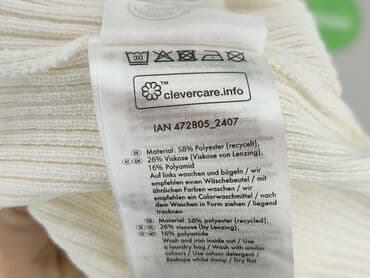 30
clevercare.info
IAN 472805_2407
Material: 58% Polyester (recycelt),
26% Viskose (Viskose von Lenzing),
16% Polyamid
Auf links waschen und bügeln / wir
empfehlen einen Wäschebeutel / mit
ähnlichen Farben waschen / wir
empfehlen ein Colorwaschmittel / nach
dem Waschen in Form ziehen / liegend
trocknen
Material: 58% polyester (recycled),
26% viscose (by Lenzing),
16% polyamide
Wash and iron inside out / Use
a laundry bag / Wash with similar
colours / Use colour detergent /
Reshape whilst damp / Dry flat